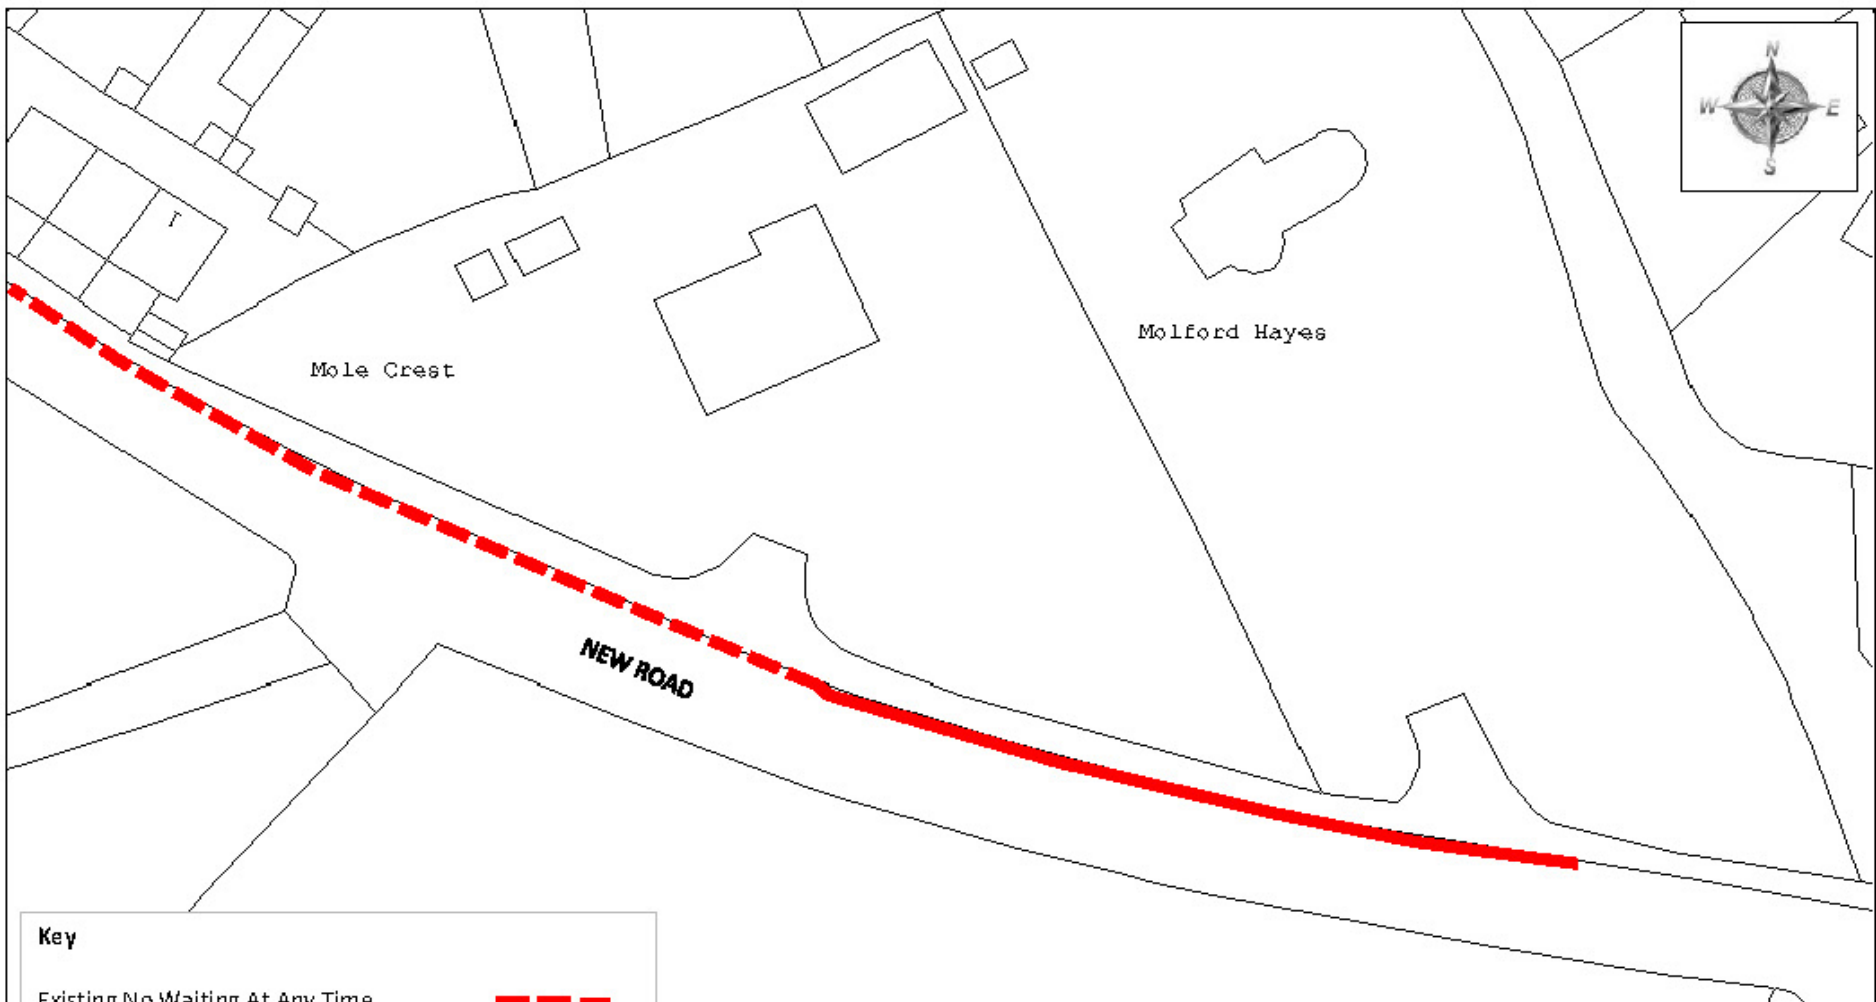 N
W E
S
Molford Hayes
Mole Crest
NEW ROAD
Key
Existing No Waiting At Any Time